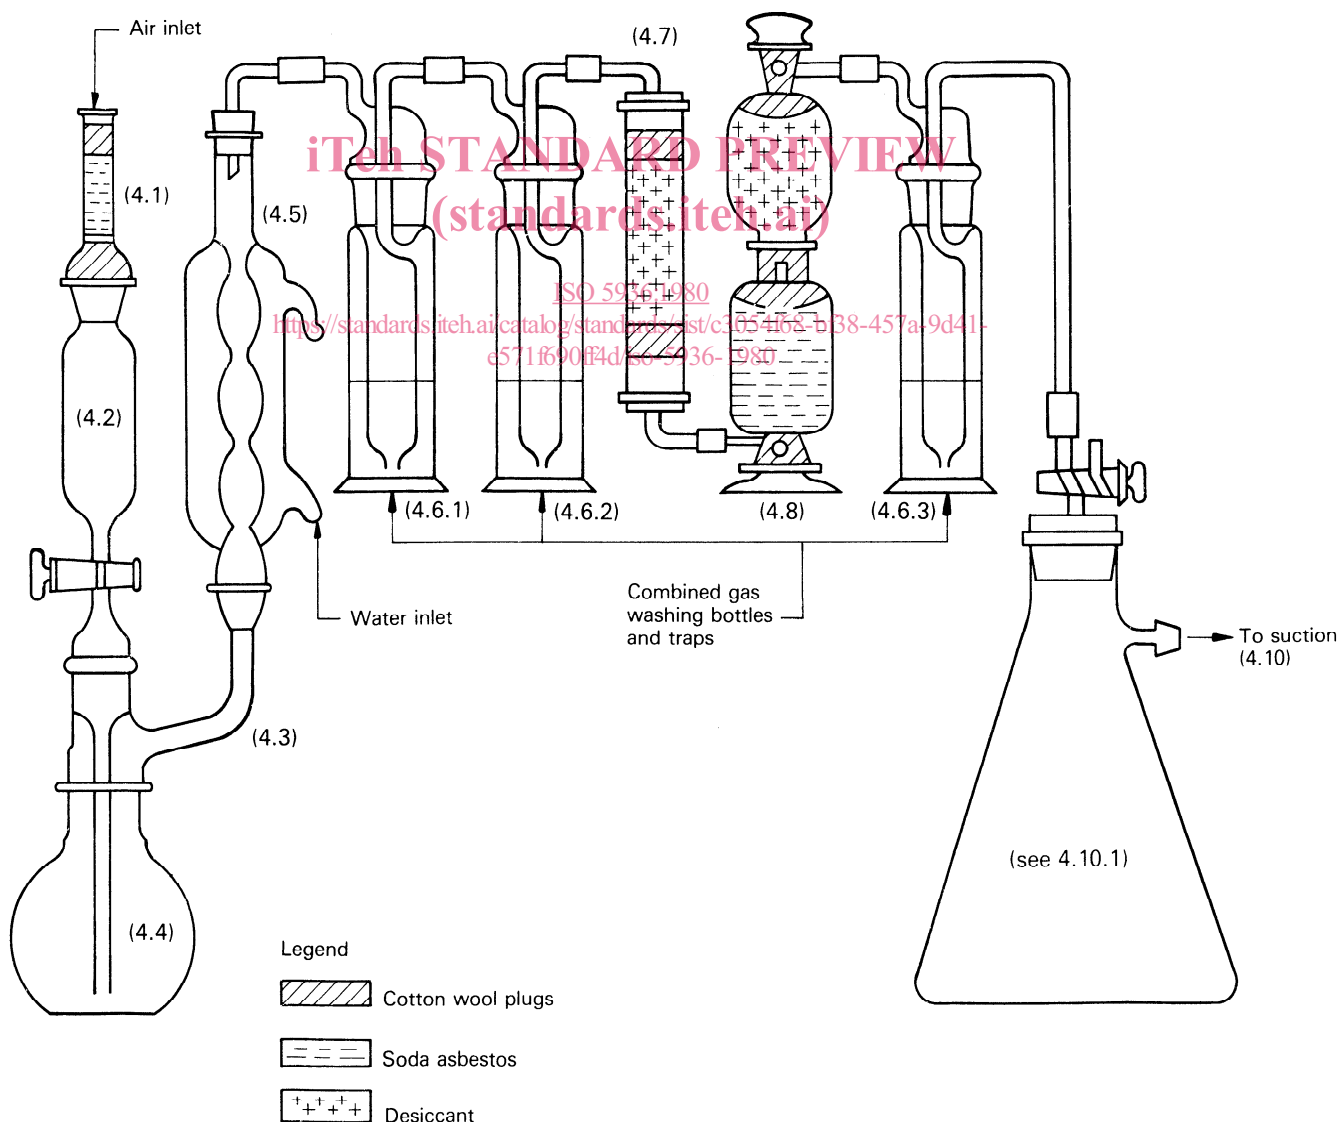 Air inlet
(4.7)
iTeh STANDARD PREVIEW
(4.1)
(4.5)
(standards.iteh.ai)
ISO 5936:1980
https://standards.iteh.ai/catalog/standards/sist/c3054f68-bf38-457a-9d41-
e571f690ff4d/iso-5936-1980
(4.2)
(4.6.1)
(4.6.2)
(4.8)
(4.6.3)
Water inlet
Combined gas
washing bottles
and traps
To suction
(4.10)
(4.3)
(see 4.10.1)
(4.4)
Legend
Cotton wool plugs
Soda asbestos
Desiccant